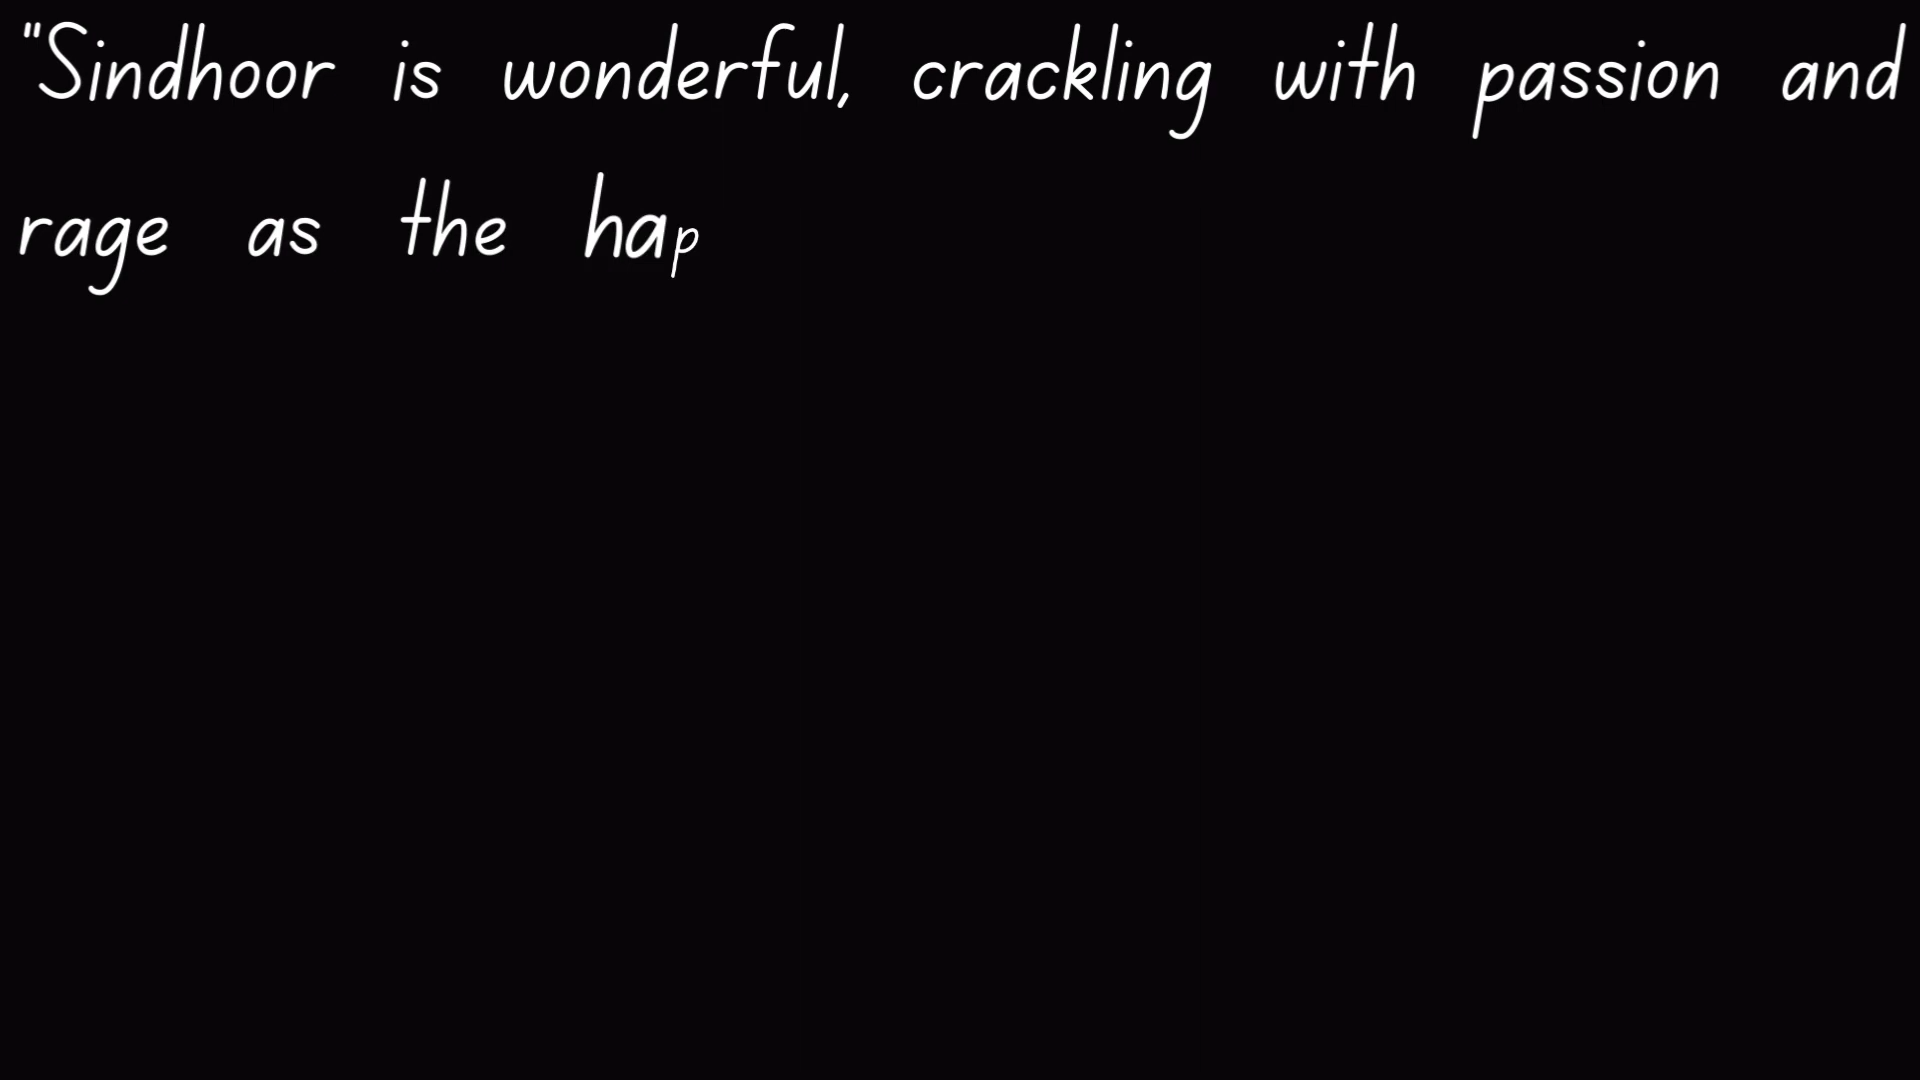 "Sindhoor is wonderful, crackling with passion and
rage as the hap